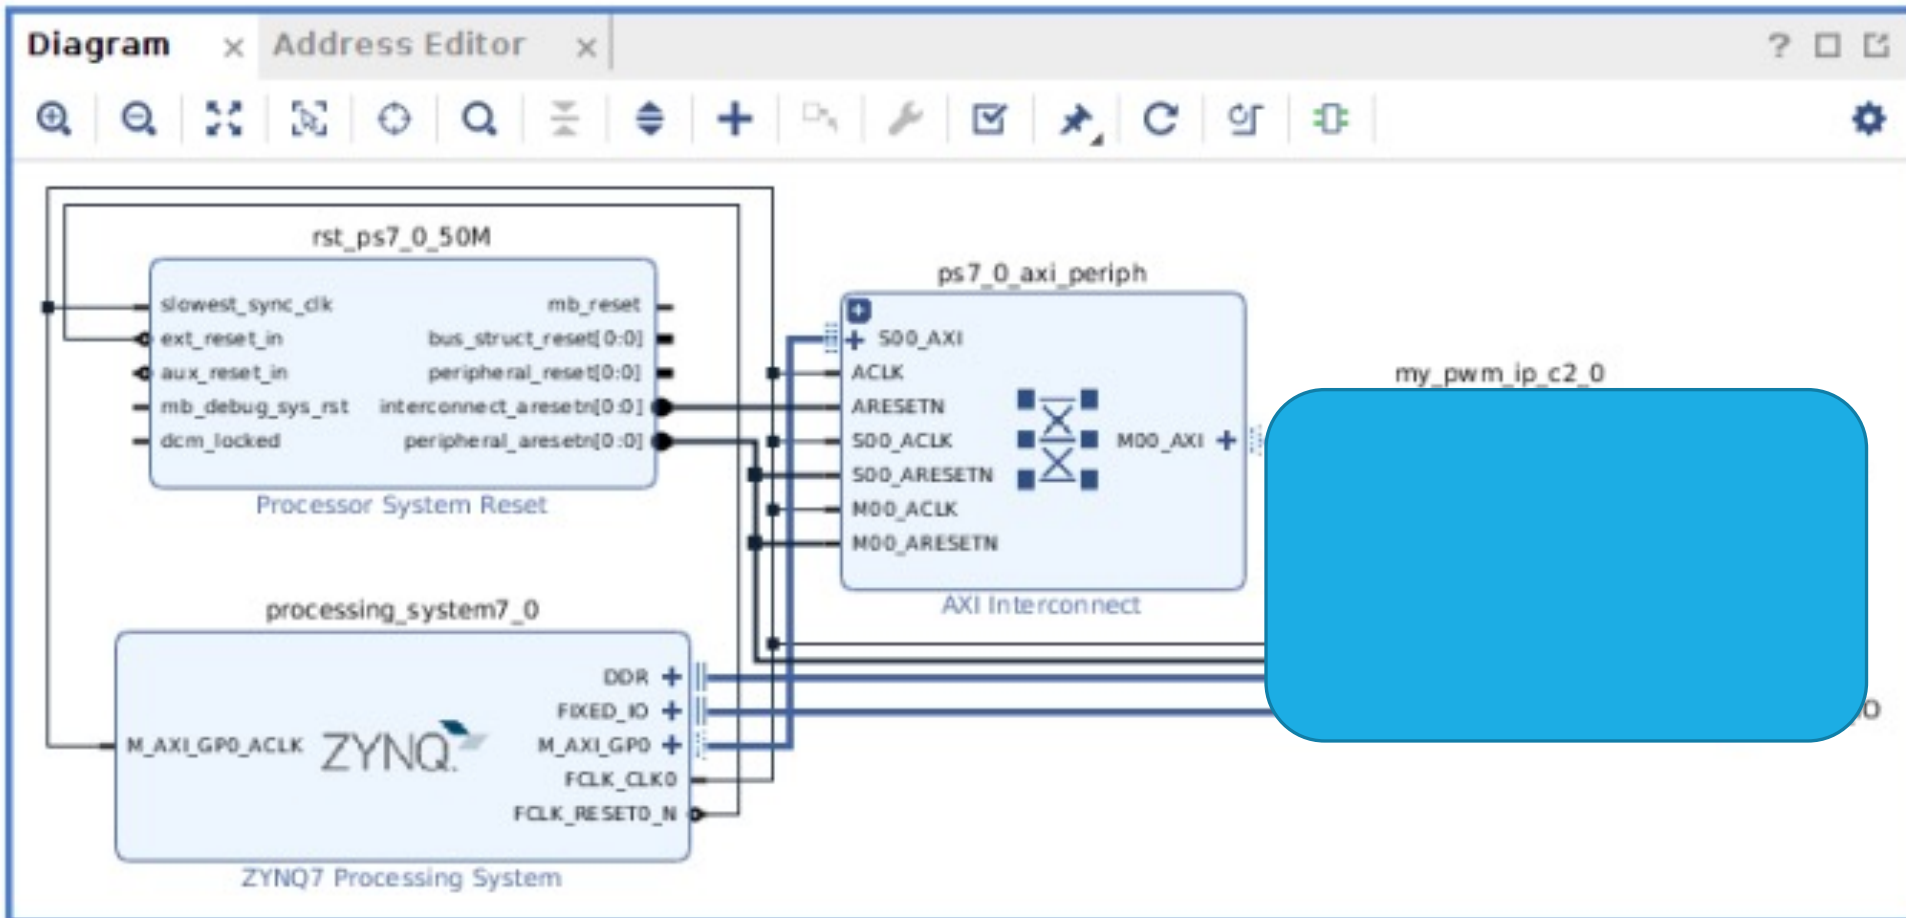 Diagram
Address Editor
rst_ps7_0_50M
slowest_sync_clk
ext_reset_in
aux_reset_in
mb_debug_sys_rst
dcm_locked
mb_reset
bus_struct_reset[0:0]
peripheral_reset[0:0]
interconnect_aresetn[0:0]
peripheral_aresetn[0:0]
Processor System Reset
ps7_0_axi_periph
S00_AXI
ACLK
ARESETN
S00_ACLK
S00_ARESETN
M00_ACLK
M00_ARESETN
M00_AXI
AXI Interconnect
my_pwm_ip_c2_0
processing_system7_0
M_AXI_GP0_ACLK
ZYNQ
DDR
FIXED_IO
M_AXI_GP0
FCLK_CLK0
FCLK_RESET0_N
ZYNQ7 Processing System